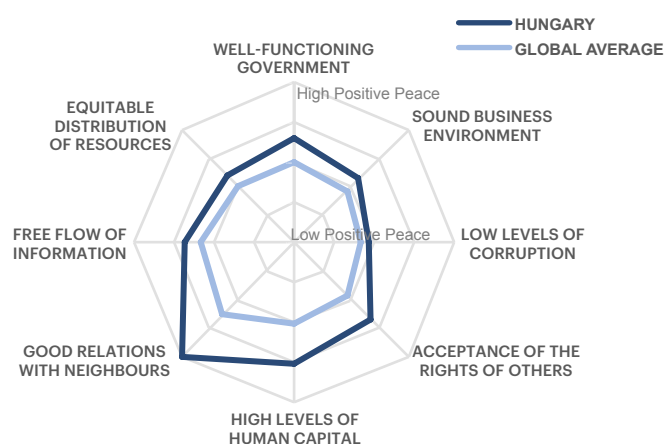 HUNGARY
GLOBAL AVERAGE
WELL-FUNCTIONING
GOVERNMENT
High Positive Peace
EQUITABLE
DISTRIBUTION
OF RESOURCES
SOUND BUSINESS
ENVIRONMENT
FREE FLOW OF
INFORMATION
Low Positive Peace
LOW LEVELS OF
CORRUPTION
GOOD RELATIONS
WITH NEIGHBOURS
ACCEPTANCE OF THE
RIGHTS OF OTHERS
HIGH LEVELS OF
HUMAN CAPITAL